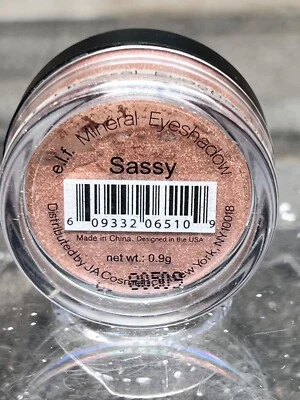 e.l.f. Mineral Eyeshadow
Sassy
6 09332 06510 9
Made in China. Designed in the USA
net wt.: 0.9g
Distributed by JA Cosmetics New York, NY10018